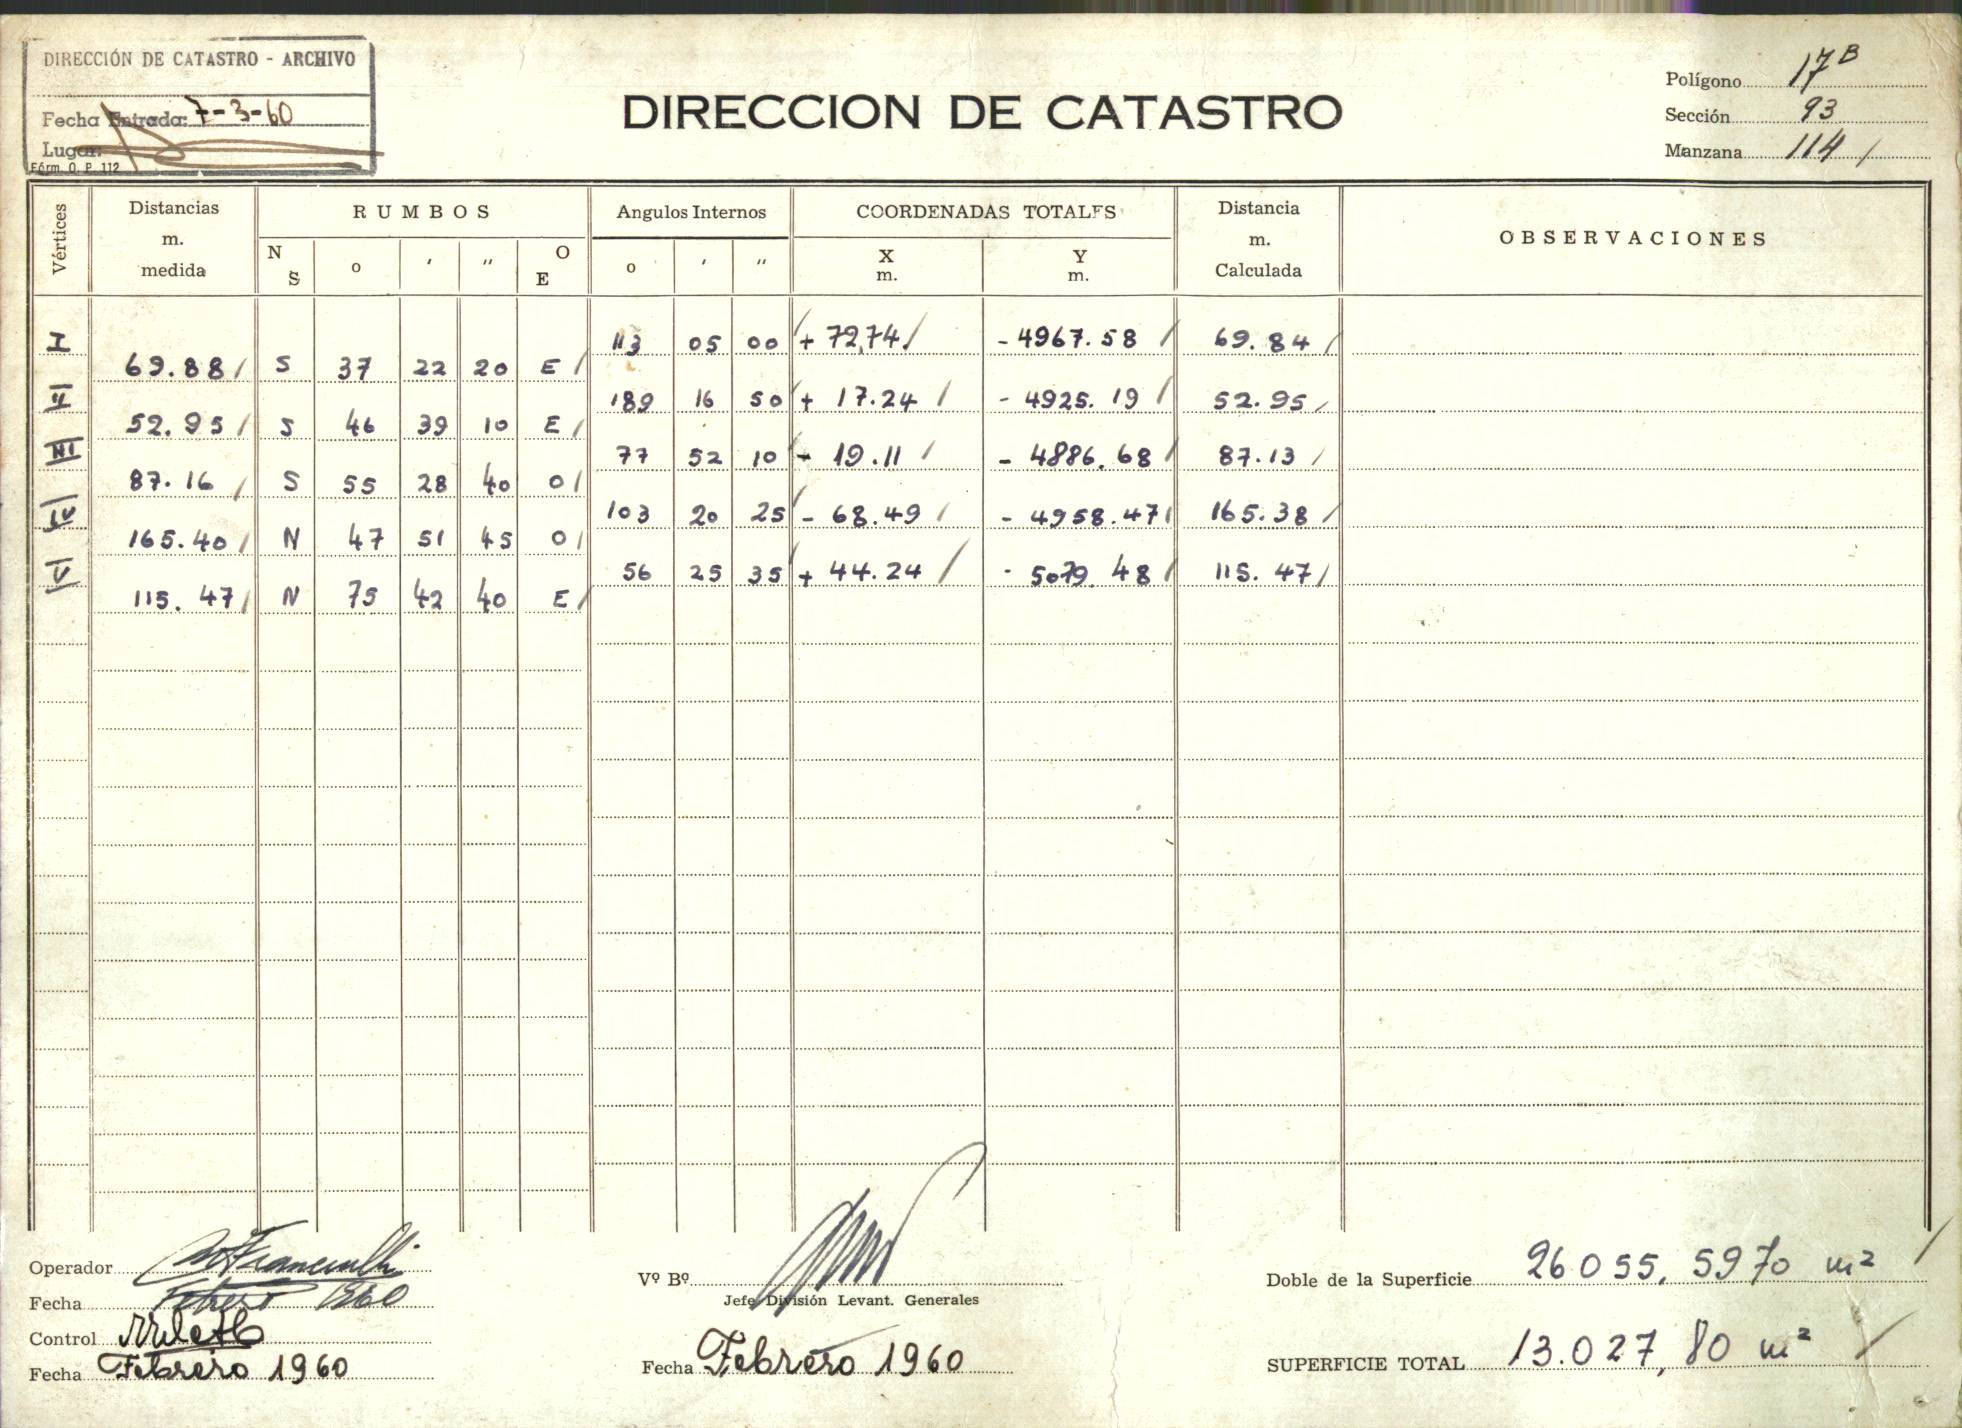 DIRECCIÓN DE CATASTRO - ARCHIVO
Fecha Entrada: 7-3-60
Lugar:
Fórm. O. P. 112
DIRECCION DE CATASTRO
Polígono 17 B
Sección 93
Manzana 114 /
Vértices
Distancias m. medida
RUMBOS
N S o ' " O E
Angulos Internos
o ' "
COORDENADAS TOTALES
X m. Y m.
Distancia m. Calculada
OBSERVACIONES
I 113 05 00 + 72.74 / - 4967.58 / 69.84 /
69.88 / S 37 22 20 E /
II 189 16 50 + 17.24 / - 4925.19 / 52.95 /
52.95 / S 46 39 10 E /
III 77 52 10 - 19.11 / - 4886.68 / 87.13 /
87.16 / S 55 28 40 O /
IV 103 20 25 - 68.49 / - 4958.47 / 165.38 /
165.40 / N 47 51 45 O /
V 56 25 35 + 44.24 / - 5079.48 / 115.47 /
115.47 / N 75 42 40 E /
Operador
Fecha Febrero 1960
Control
Fecha Febrero 1960
Vº Bº
Jefe División Levant. Generales
Fecha Febrero 1960
Doble de la Superficie 26055,5970 m² /
SUPERFICIE TOTAL 13.027,80 m² /